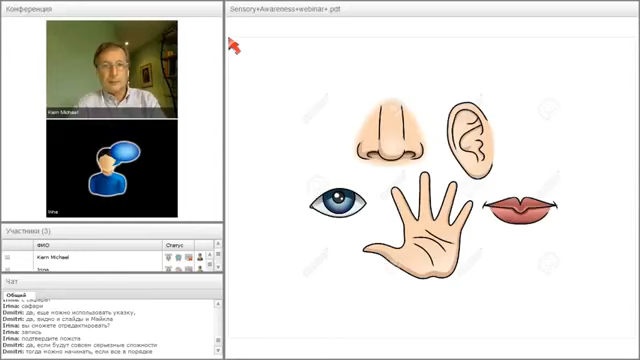 Конференция
Kerri Michael
Irina
Участники (3)
ФИО
Статус
Kerri Michael
Irina
Чат
Общий
Irina: сафари
Dmitri: да, еще можно использовать указку,
Dmitri: да, видно и слайды и Майкла
Irina: вы сможете отредактировать?
Irina: запись
Irina: подтвердите пожста
Dmitri: да, если будут совсем серьезные сложности
Dmitri: тогда можно начинать, если все в порядке
Sensory+Awareness+webinar+.pdf